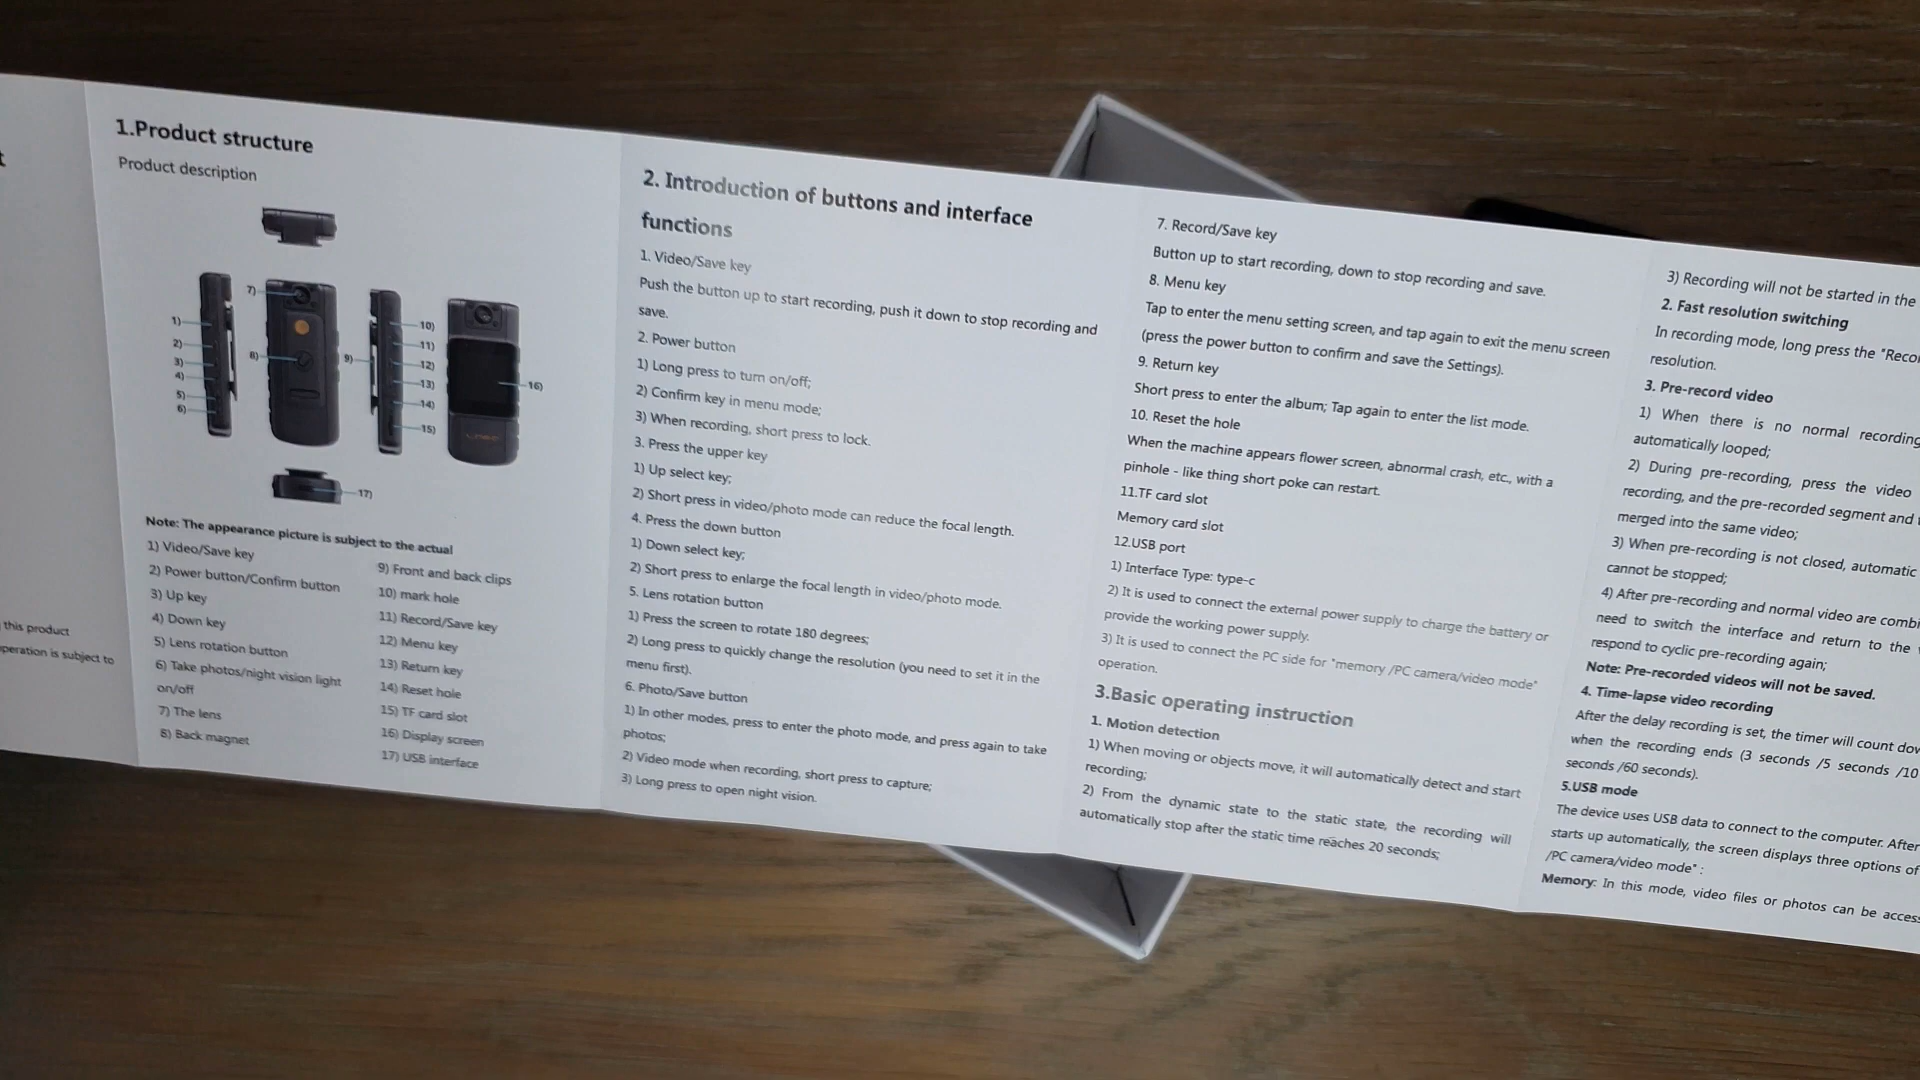 t
this product
peration is subject to
1.Product structure
Product description
7)
1)
2)
3)
4)
5)
6)
8)
9)
10)
11)
12)
13)
14)
15)
16)
17)
Note: The appearance picture is subject to the actual
1) Video/Save key
2) Power button/Confirm button
3) Up key
4) Down key
5) Lens rotation button
6) Take photos/night vision light
on/off
7) The lens
8) Back magnet
9) Front and back clips
10) mark hole
11) Record/Save key
12) Menu key
13) Return key
14) Reset hole
15) TF card slot
16) Display screen
17) USB interface
2. Introduction of buttons and interface
functions
1. Video/Save key
Push the button up to start recording, push it down to stop recording and
save.
2. Power button
1) Long press to turn on/off;
2) Confirm key in menu mode;
3) When recording, short press to lock.
3. Press the upper key
1) Up select key;
2) Short press in video/photo mode can reduce the focal length.
4. Press the down button
1) Down select key;
2) Short press to enlarge the focal length in video/photo mode.
5. Lens rotation button
1) Press the screen to rotate 180 degrees;
2) Long press to quickly change the resolution (you need to set it in the
menu first).
6. Photo/Save button
1) In other modes, press to enter the photo mode, and press again to take
photos;
2) Video mode when recording, short press to capture;
3) Long press to open night vision.
7. Record/Save key
Button up to start recording, down to stop recording and save.
8. Menu key
Tap to enter the menu setting screen, and tap again to exit the menu screen
(press the power button to confirm and save the Settings).
9. Return key
Short press to enter the album; Tap again to enter the list mode.
10. Reset the hole
When the machine appears flower screen, abnormal crash, etc., with a
pinhole - like thing short poke can restart.
11.TF card slot
Memory card slot
12.USB port
1) Interface Type: type-c
2) It is used to connect the external power supply to charge the battery or
provide the working power supply.
3) It is used to connect the PC side for "memory /PC camera/video mode"
operation.
3.Basic operating instruction
1. Motion detection
1) When moving or objects move, it will automatically detect and start
recording;
2) From the dynamic state to the static state, the recording will
automatically stop after the static time reaches 20 seconds;
3) Recording will not be started in the
2. Fast resolution switching
In recording mode, long press the "Recor
resolution.
3. Pre-record video
1) When there is no normal recording
automatically looped;
2) During pre-recording, press the video
recording, and the pre-recorded segment and
merged into the same video;
3) When pre-recording is not closed, automatic
cannot be stopped;
4) After pre-recording and normal video are combi
need to switch the interface and return to the
respond to cyclic pre-recording again;
Note: Pre-recorded videos will not be saved.
4. Time-lapse video recording
After the delay recording is set, the timer will count dow
when the recording ends (3 seconds /5 seconds /10
seconds /60 seconds).
5.USB mode
The device uses USB data to connect to the computer. After
starts up automatically, the screen displays three options of
/PC camera/video mode" :
Memory: In this mode, video files or photos can be access